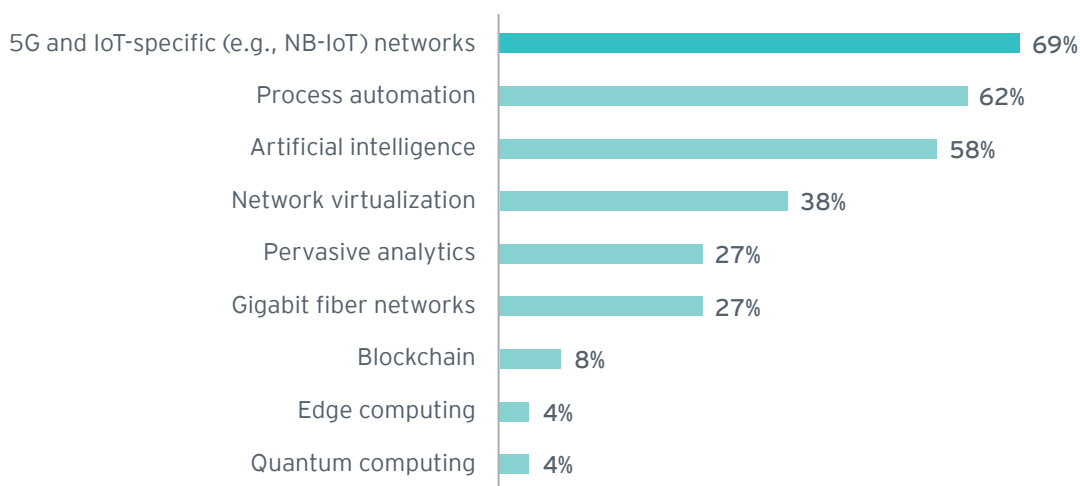 5G and IoT-specific (e.g., NB-IoT) networks 69%
Process automation 62%
Artificial intelligence 58%
Network virtualization 38%
Pervasive analytics 27%
Gigabit fiber networks 27%
Blockchain 8%
Edge computing 4%
Quantum computing 4%